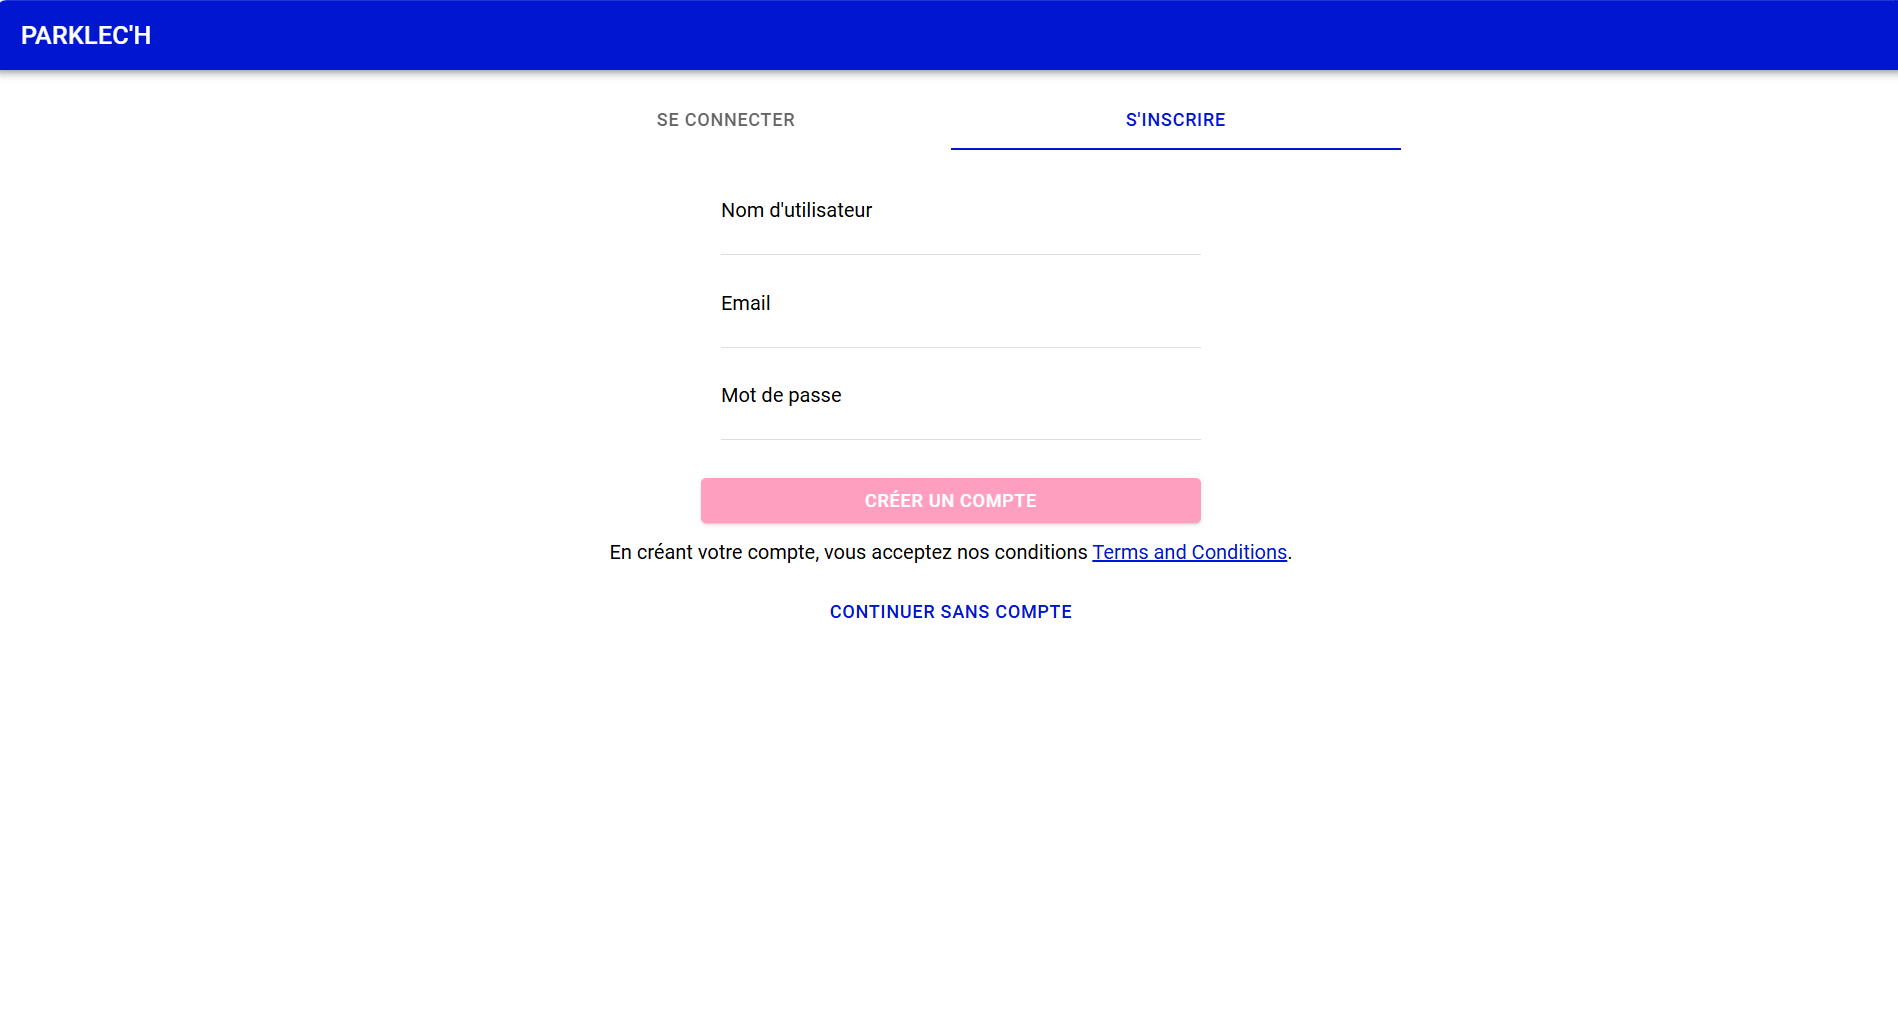 PARKLEC'H
SE CONNECTER S'INSCRIRE
Nom d'utilisateur
Email
Mot de passe
CRÉER UN COMPTE
En créant votre compte, vous acceptez nos conditions Terms and Conditions.
CONTINUER SANS COMPTE